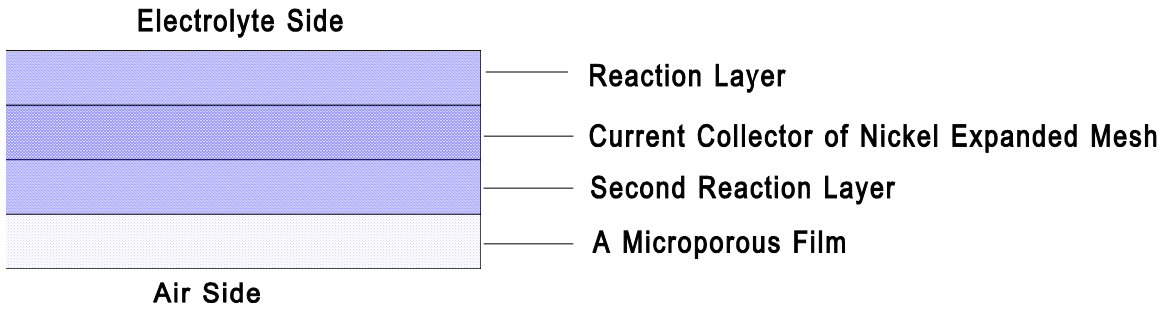 Electrolyte Side
Reaction Layer
Current Collector of Nickel Expanded Mesh
Second Reaction Layer
A Microporous Film
Air Side